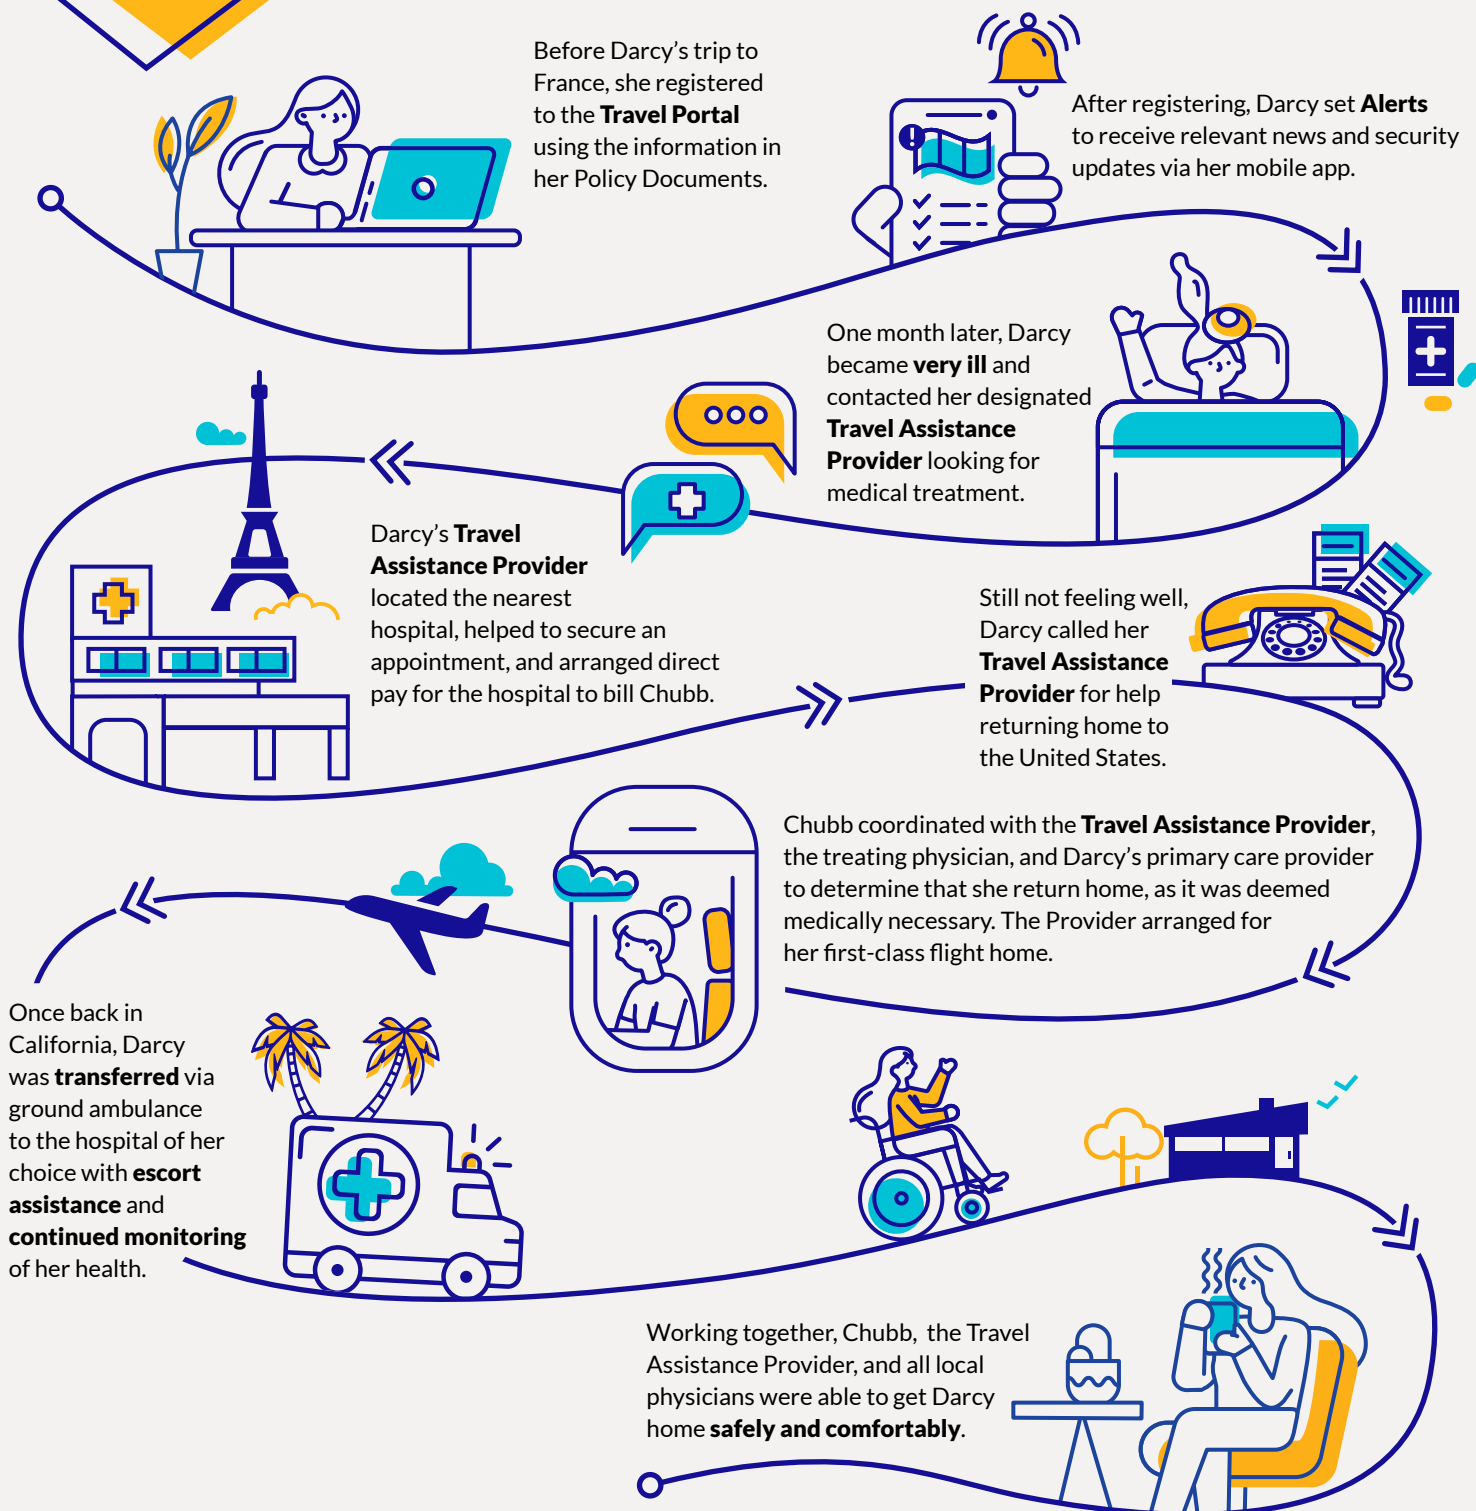 Before Darcy’s trip to
France, she registered
to the Travel Portal
using the information in
her Policy Documents.
After registering, Darcy set Alerts
to receive relevant news and security
updates via her mobile app.
One month later, Darcy
became very ill and
contacted her designated
Travel Assistance
Provider looking for
medical treatment.
Darcy’s Travel
Assistance Provider
located the nearest
hospital, helped to secure an
appointment, and arranged direct
pay for the hospital to bill Chubb.
Still not feeling well,
Darcy called her
Travel Assistance
Provider for help
returning home to
the United States.
Chubb coordinated with the Travel Assistance Provider,
the treating physician, and Darcy’s primary care provider
to determine that she return home, as it was deemed
medically necessary. The Provider arranged for
her first-class flight home.
Once back in
California, Darcy
was transferred via
ground ambulance
to the hospital of her
choice with escort
assistance and
continued monitoring
of her health.
Working together, Chubb, the Travel
Assistance Provider, and all local
physicians were able to get Darcy
home safely and comfortably.